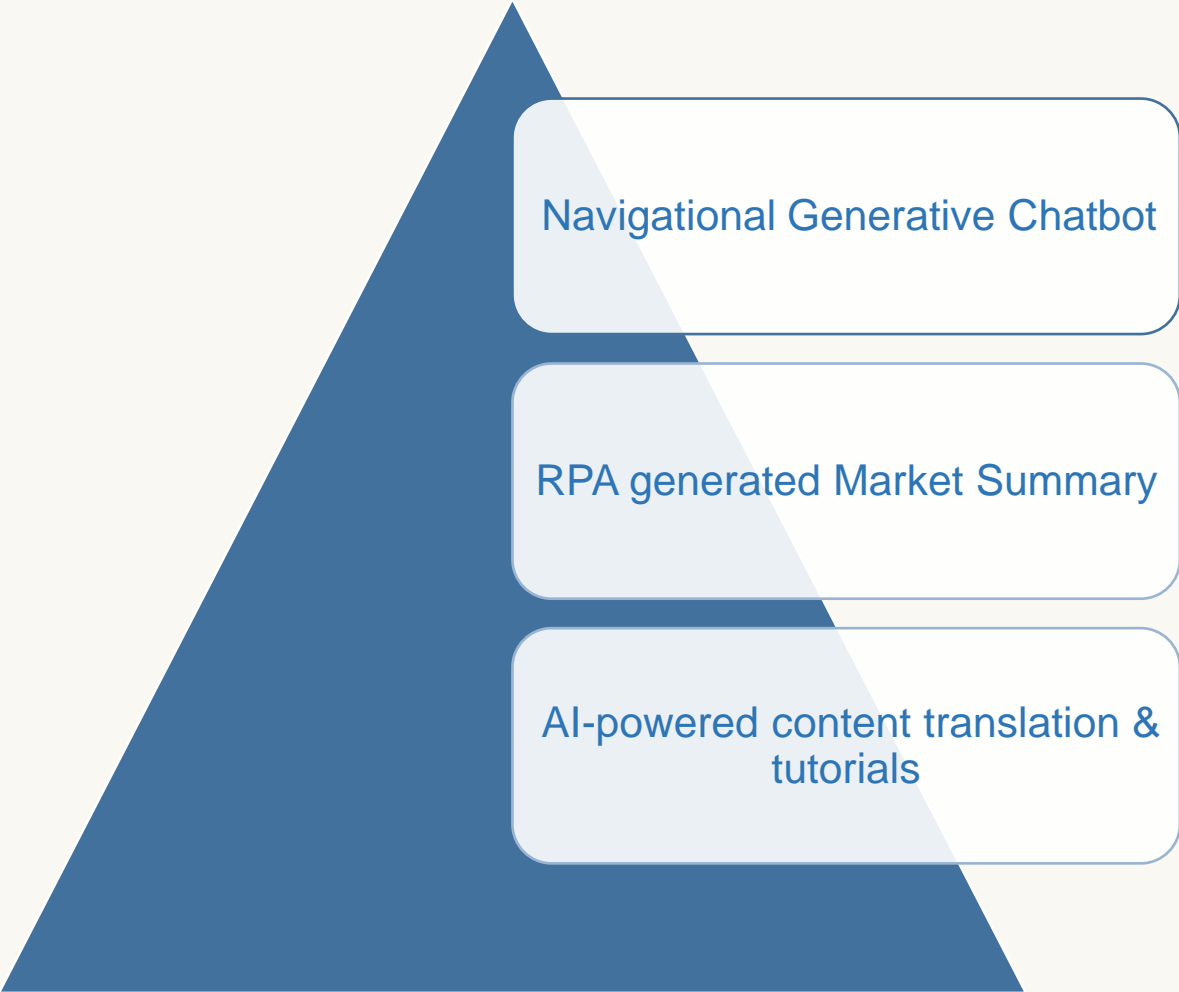 Navigational Generative Chatbot
RPA generated Market Summary
AI-powered content translation &
tutorials